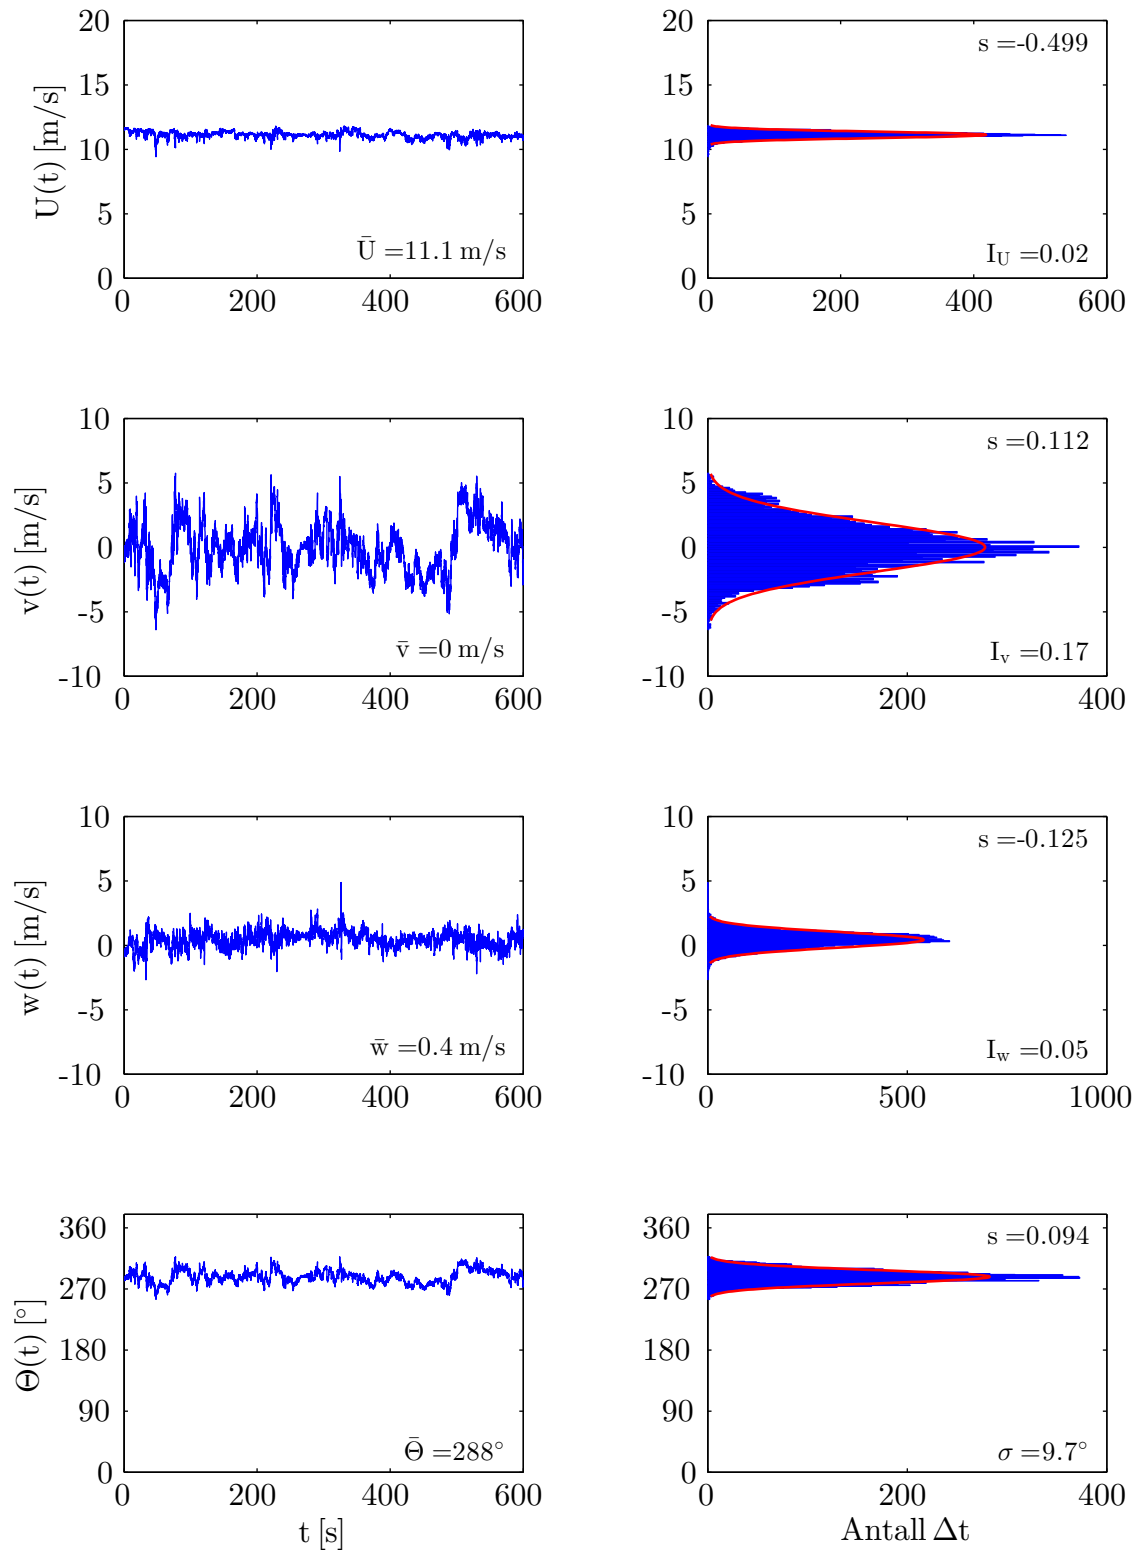 20
15
10
5
0
U(t) [m/s]
Ū =11.1 m/s
0 200 400 600
20
15
10
5
0
s =-0.499
I_U =0.02
0 200 400 600
10
5
0
-5
-10
v(t) [m/s]
v̄ =0 m/s
0 200 400 600
10
5
0
-5
-10
s =0.112
I_v =0.17
0 200 400
10
5
0
-5
-10
w(t) [m/s]
w̄ =0.4 m/s
0 200 400 600
10
5
0
-5
-10
s =-0.125
I_w =0.05
0 500 1000
360
270
180
90
0
Θ(t) [°]
Θ̄ =288°
0 200 400 600
t [s]
360
270
180
90
0
s =0.094
σ =9.7°
0 200 400
Antall Δt